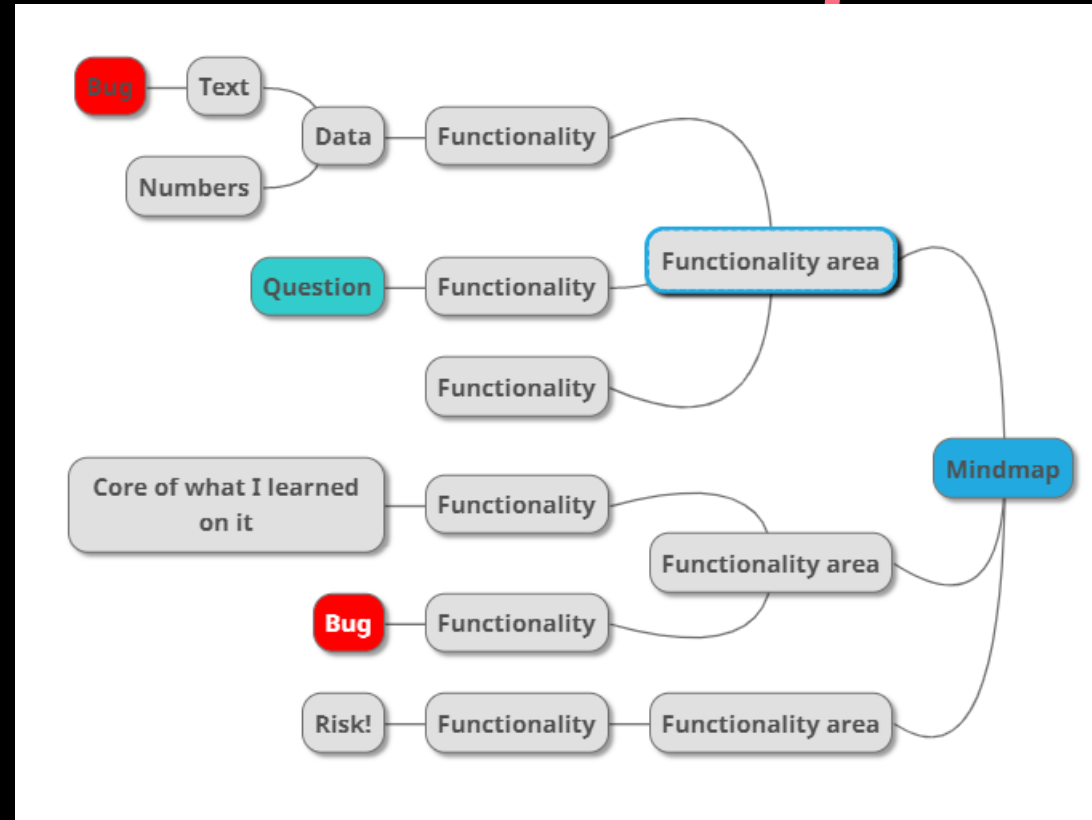 Bug
Text
Data
Functionality
Numbers
Functionality area
Question
Functionality
Functionality
Mindmap
Core of what I learned
on it
Functionality
Functionality area
Bug
Functionality
Risk!
Functionality
Functionality area